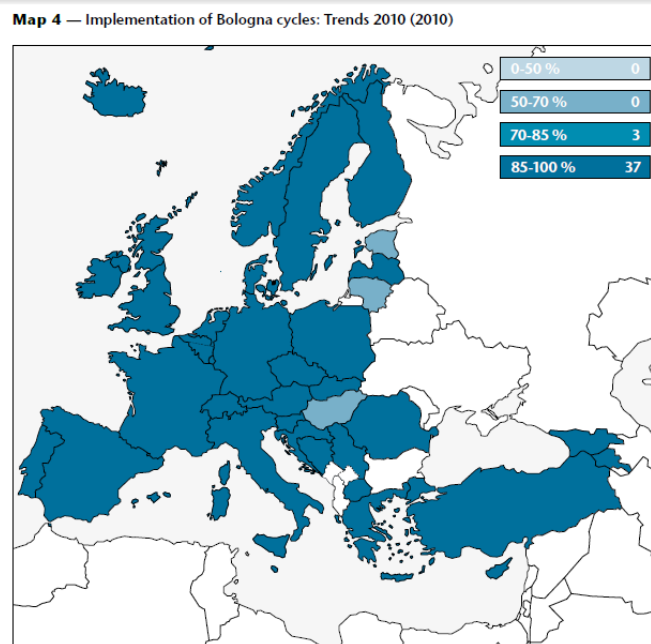 Map 4 — Implementation of Bologna cycles: Trends 2010 (2010)
0-50 % 0
50-70 % 0
70-85 % 3
85-100 % 37